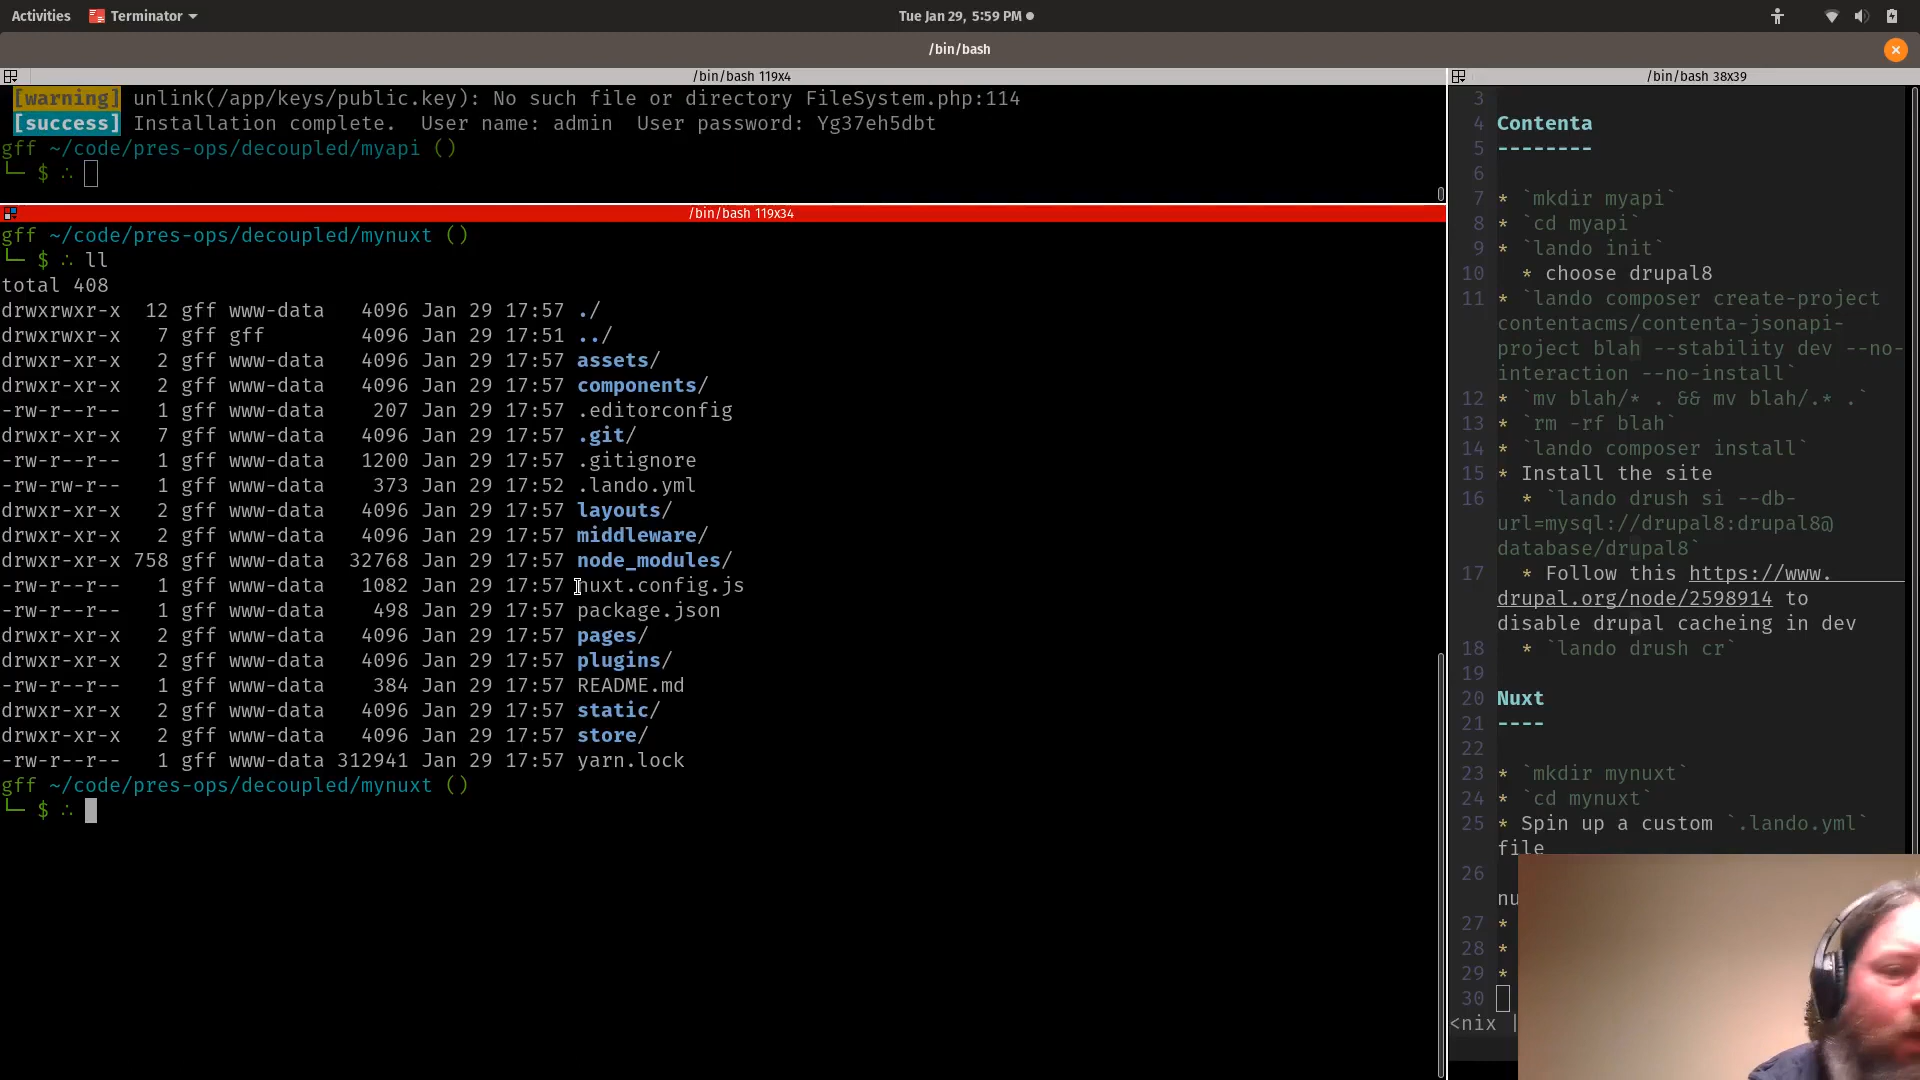 Activities Terminator Tue Jan 29, 5:59 PM
/bin/bash
/bin/bash 119x4
[warning] unlink(/app/keys/public.key): No such file or directory FileSystem.php:114
[success] Installation complete.  User name: admin  User password: Yg37eh5dbt
gff ~/code/pres-ops/decoupled/myapi ()
└─ $ ∴
/bin/bash 119x34
gff ~/code/pres-ops/decoupled/mynuxt ()
└─ $ ∴ ll
total 408
drwxrwxr-x  12 gff www-data   4096 Jan 29 17:57 ./
drwxrwxr-x   7 gff gff        4096 Jan 29 17:51 ../
drwxr-xr-x   2 gff www-data   4096 Jan 29 17:57 assets/
drwxr-xr-x   2 gff www-data   4096 Jan 29 17:57 components/
-rw-r--r--   1 gff www-data    207 Jan 29 17:57 .editorconfig
drwxr-xr-x   7 gff www-data   4096 Jan 29 17:57 .git/
-rw-r--r--   1 gff www-data   1200 Jan 29 17:57 .gitignore
-rw-rw-r--   1 gff www-data    373 Jan 29 17:52 .lando.yml
drwxr-xr-x   2 gff www-data   4096 Jan 29 17:57 layouts/
drwxr-xr-x   2 gff www-data   4096 Jan 29 17:57 middleware/
drwxr-xr-x 758 gff www-data  32768 Jan 29 17:57 node_modules/
-rw-r--r--   1 gff www-data   1082 Jan 29 17:57 nuxt.config.js
-rw-r--r--   1 gff www-data    498 Jan 29 17:57 package.json
drwxr-xr-x   2 gff www-data   4096 Jan 29 17:57 pages/
drwxr-xr-x   2 gff www-data   4096 Jan 29 17:57 plugins/
-rw-r--r--   1 gff www-data    384 Jan 29 17:57 README.md
drwxr-xr-x   2 gff www-data   4096 Jan 29 17:57 static/
drwxr-xr-x   2 gff www-data   4096 Jan 29 17:57 store/
-rw-r--r--   1 gff www-data 312941 Jan 29 17:57 yarn.lock
gff ~/code/pres-ops/decoupled/mynuxt ()
└─ $ ∴
/bin/bash 38x39
3
4 Contenta
5 --------
6
7 * `mkdir myapi`
8 * `cd myapi`
9 * `lando init`
10   * choose drupal8
11 * `lando composer create-project
contentacms/contenta-jsonapi-
project blah --stability dev --no-
interaction --no-install`
12 * `mv blah/* . && mv blah/.* .`
13 * `rm -rf blah`
14 * `lando composer install`
15 * Install the site
16   * `lando drush si --db-
url=mysql://drupal8:drupal8@
database/drupal8`
17   * Follow this https://www.
drupal.org/node/2598914 to
disable drupal cacheing in dev
18   * `lando drush cr`
19
20 Nuxt
21 ----
22
23 * `mkdir mynuxt`
24 * `cd mynuxt`
25 * Spin up a custom `.lando.yml`
file
26
nu
27 *
28 *
29 *
30
<nix |